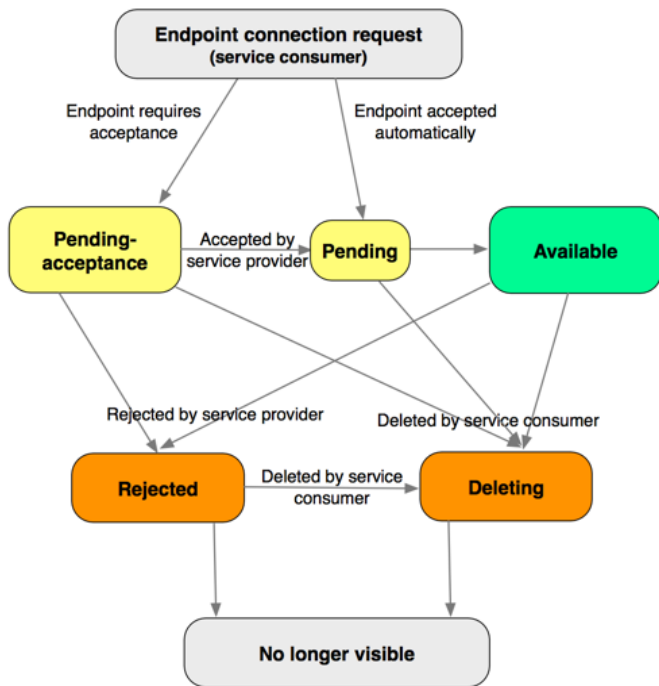 Endpoint connection request
(service consumer)
Endpoint requires
acceptance
Endpoint accepted
automatically
Pending-
acceptance
Accepted by
service provider
Pending
Available
Rejected by service provider
Deleted by service consumer
Rejected
Deleted by service
consumer
Deleting
No longer visible